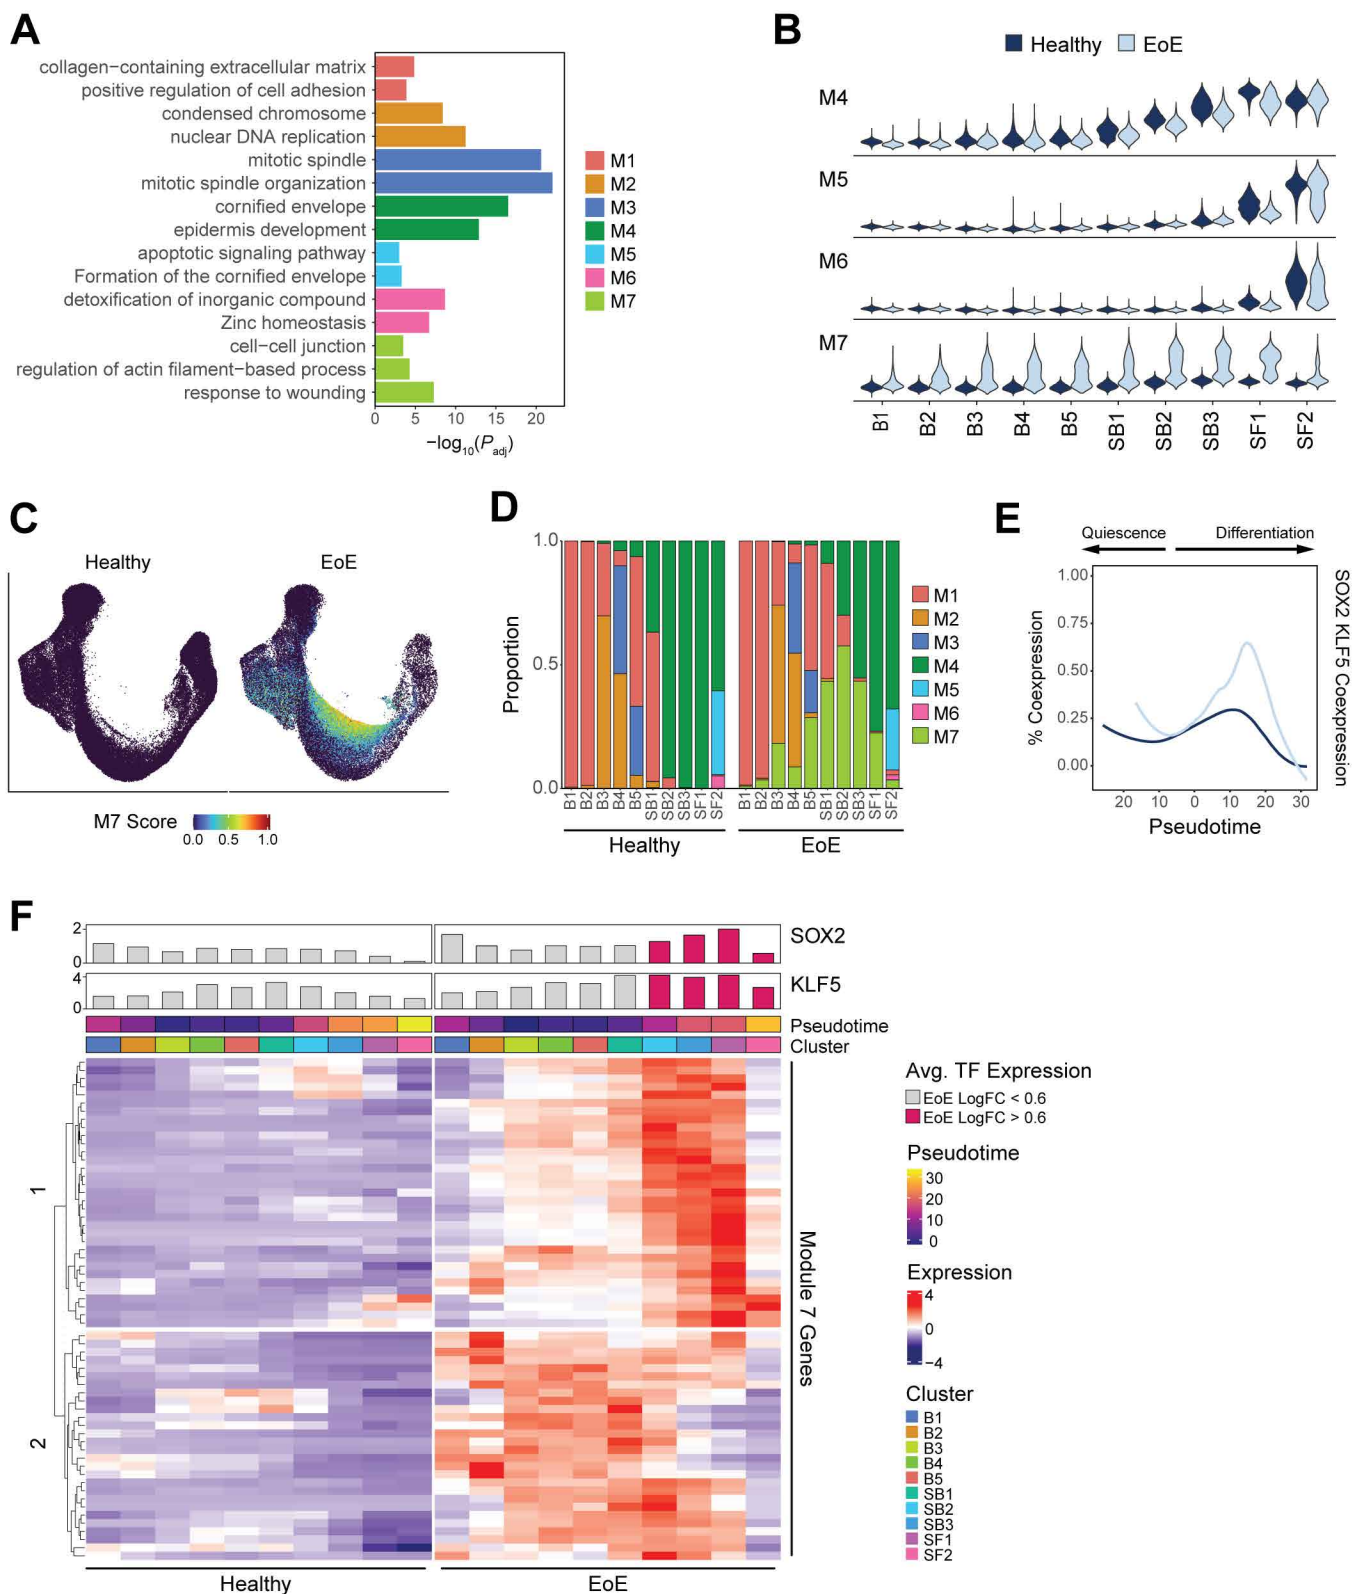 A
collagen−containing extracellular matrix
positive regulation of cell adhesion
condensed chromosome
nuclear DNA replication
mitotic spindle
mitotic spindle organization
cornified envelope
epidermis development
apoptotic signaling pathway
Formation of the cornified envelope
detoxification of inorganic compound
Zinc homeostasis
cell−cell junction
regulation of actin filament−based process
response to wounding
0 5 10 15 20
−log10(Padj)
M1
M2
M3
M4
M5
M6
M7
B
Healthy EoE
M4
M5
M6
M7
B1 B2 B3 B4 B5 SB1 SB2 SB3 SF1 SF2
C
Healthy EoE
M7 Score
0.0 0.5 1.0
D
Proportion
1.0
0.5
0.0
B1 B2 B3 B4 B5 SB1 SB2 SB3 SF1 SF2
B1 B2 B3 B4 B5 SB1 SB2 SB3 SF1 SF2
Healthy EoE
M1
M2
M3
M4
M5
M6
M7
E
Quiescence Differentiation
% Coexpression
1.00
0.75
0.50
0.25
0.00
20 10 0 10 20 30
Pseudotime
SOX2 KLF5 Coexpression
F
2
0
SOX2
4
0
KLF5
Pseudotime
Cluster
1
2
Module 7 Genes
Healthy EoE
Avg. TF Expression
EoE LogFC < 0.6
EoE LogFC > 0.6
Pseudotime
30
20
10
0
Expression
4
0
−4
Cluster
B1
B2
B3
B4
B5
SB1
SB2
SB3
SF1
SF2